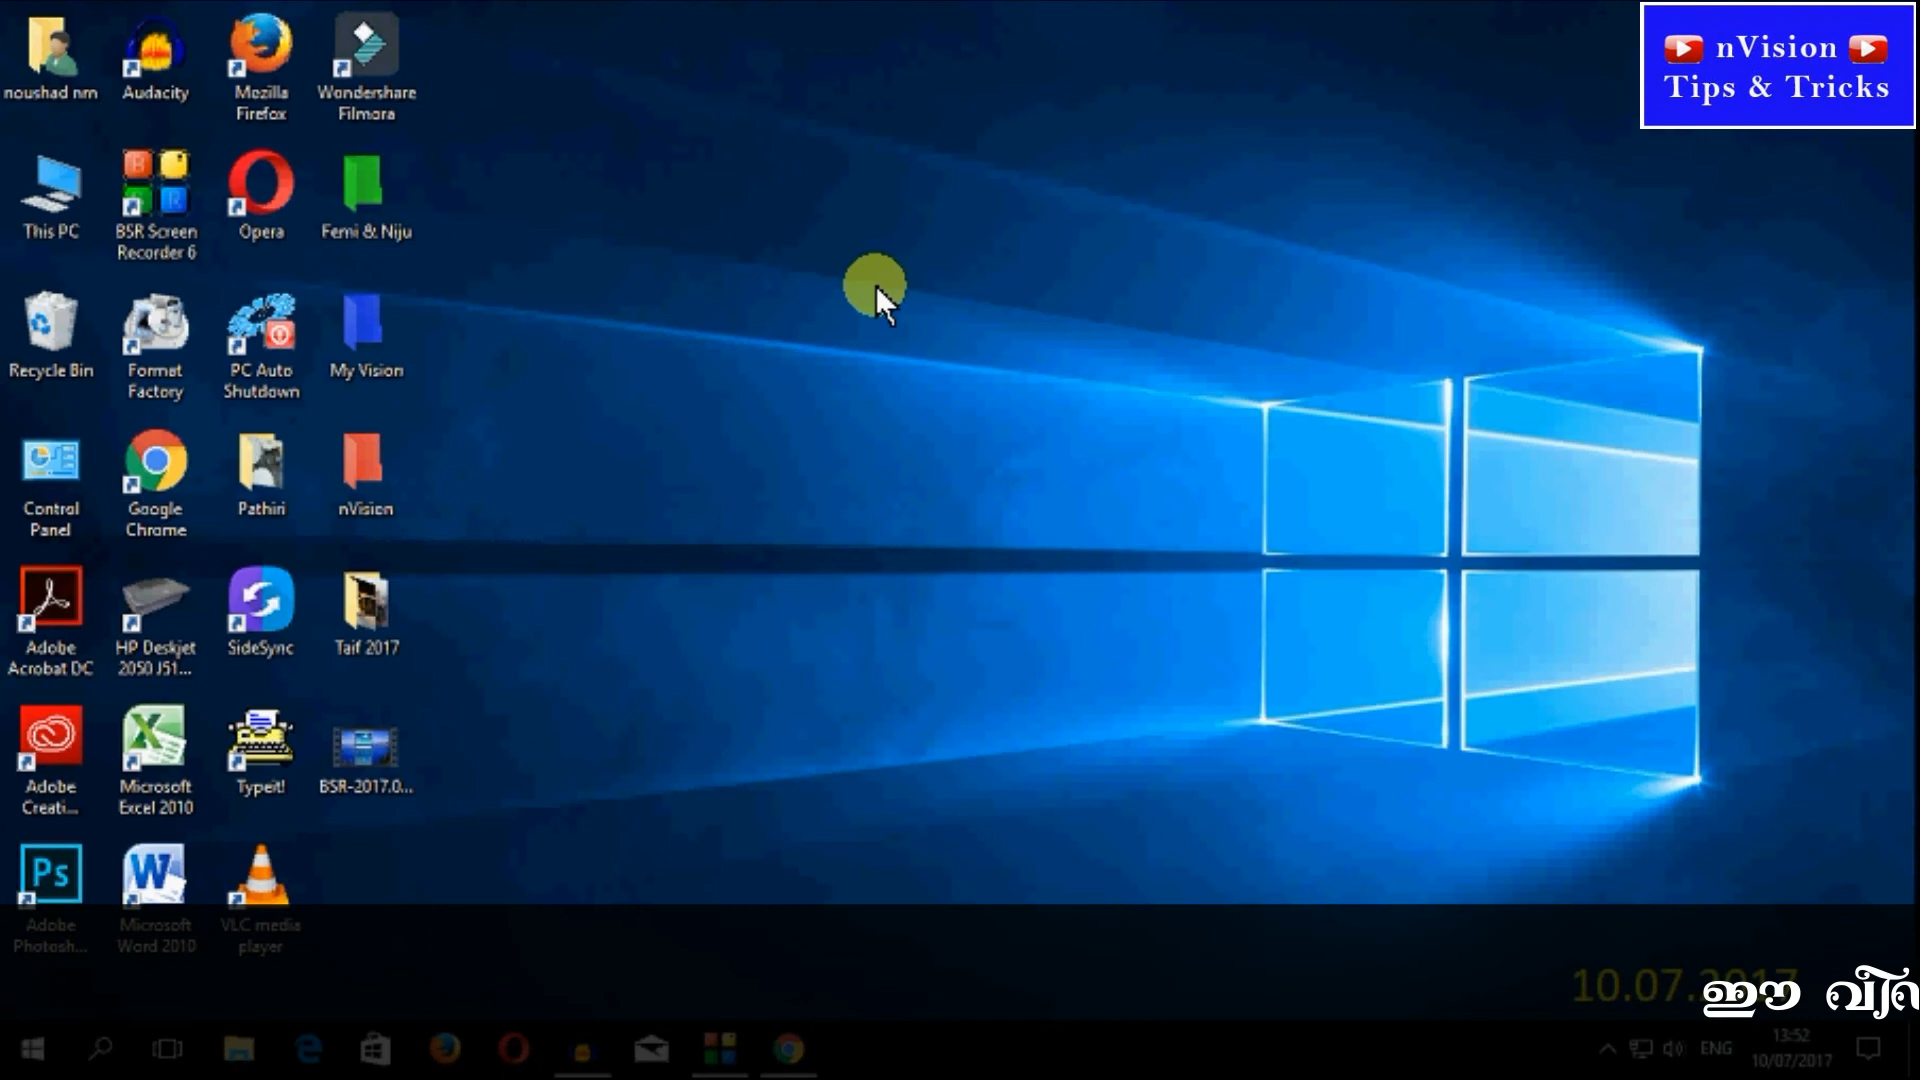 nVision
Tips & Tricks
noushad nm
Audacity
Mozilla
Firefox
Wondershare
Filmora
This PC
BSR Screen
Recorder 6
Opera
Femi & Niju
Recycle Bin
Format
Factory
PC Auto
Shutdown
My Vision
Control
Panel
Google
Chrome
Pathiri
nVision
Adobe
Acrobat DC
HP Deskjet
2050 J51...
SideSync
Taif 2017
Adobe
Creati...
Microsoft
Excel 2010
Typeit!
BSR-2017.0...
Ps
Adobe
Photosh...
Microsoft
Word 2010
VLC media
player
10.07.2017
ഈ
ENG
13:52
10/07/2017